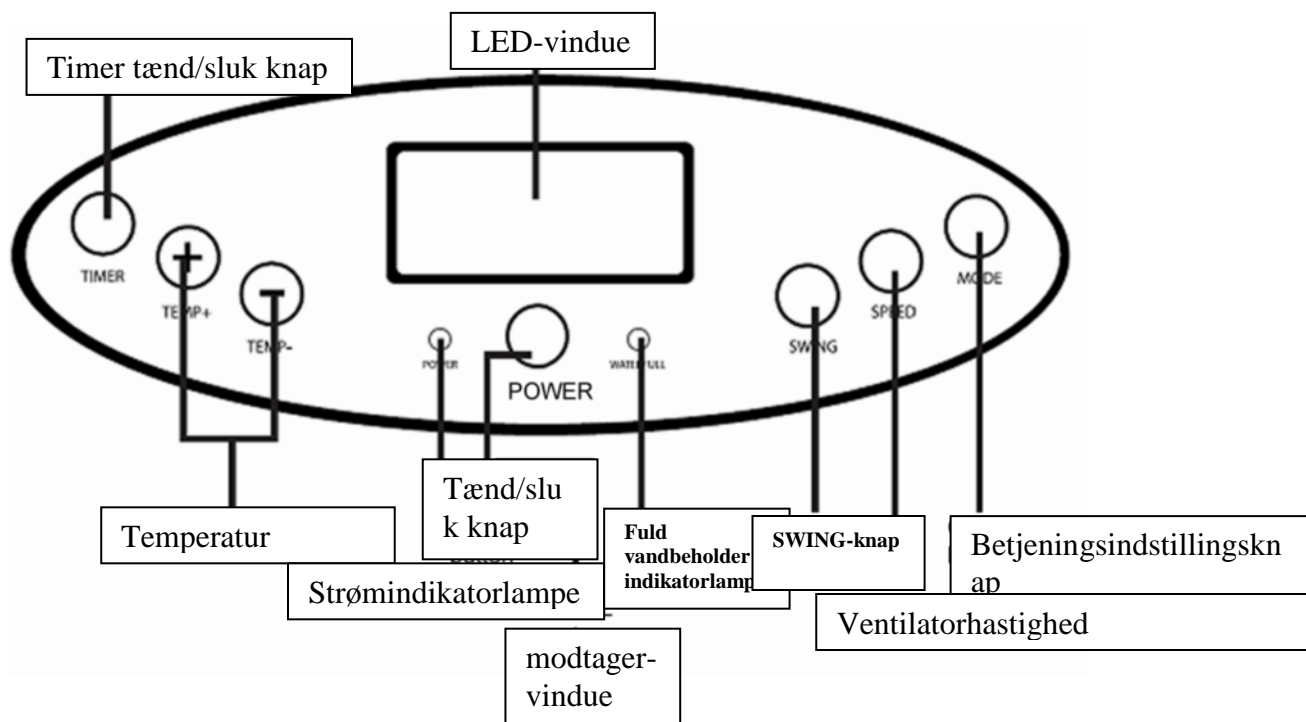 LED-vindue
Timer tænd/sluk knap
TIMER
TEMP+
TEMP-
POWER
POWER
WATER FULL
SWING
SPEED
MODE
Tænd/slu
k knap
Temperatur
Strømindikatorlampe
Fuld
vandbeholder
indikatorlamp
SWING-knap
Betjeningsindstillingskn
ap
Ventilatorhastighed
modtager-
vindue